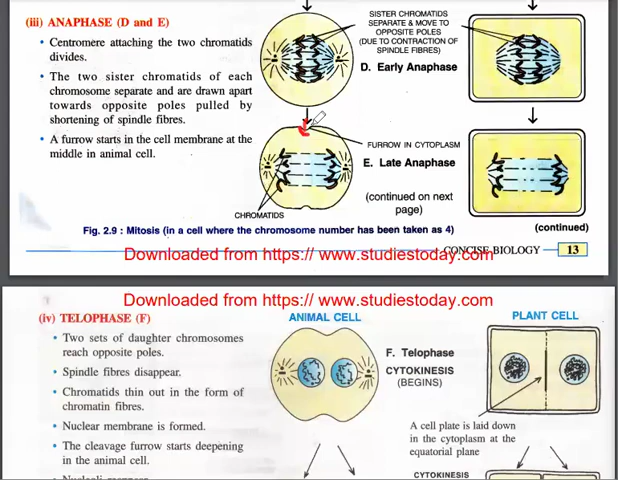 (iii) ANAPHASE (D and E)
• Centromere attaching the two chromatids
divides.
• The two sister chromatids of each
chromosome separate and are drawn apart
towards opposite poles pulled by
shortening of spindle fibres.
• A furrow starts in the cell membrane at the
middle in animal cell.
SISTER CHROMATIDS
SEPARATE & MOVE TO
OPPOSITE POLES
(DUE TO CONTRACTION OF
SPINDLE FIBRES)
D. Early Anaphase
FURROW IN CYTOPLASM
E. Late Anaphase
(continued on next
page)
CHROMATIDS
Fig. 2.9 : Mitosis (in a cell where the chromosome number has been taken as 4)
(continued)
Downloaded from https:// www.studiestoday.com
CONCISE BIOLOGY
13
Downloaded from https:// www.studiestoday.com
(iv) TELOPHASE (F)
• Two sets of daughter chromosomes
reach opposite poles.
• Spindle fibres disappear.
• Chromatids thin out in the form of
chromatin fibres.
• Nuclear membrane is formed.
• The cleavage furrow starts deepening
in the animal cell.
ANIMAL CELL
PLANT CELL
F. Telophase
CYTOKINESIS
(BEGINS)
A cell plate is laid down
in the cytoplasm at the
equatorial plane
CYTOKINESIS